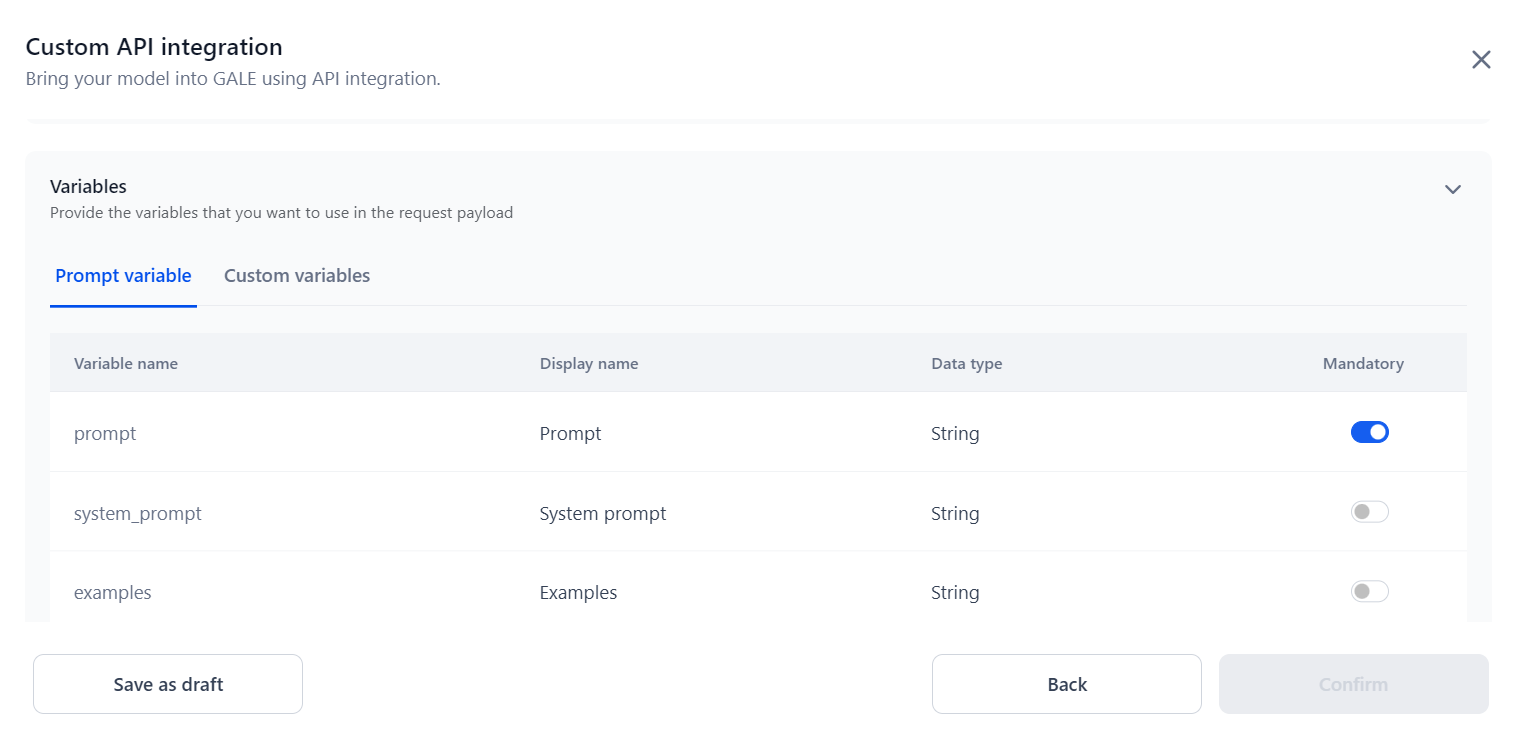 Custom API integration
Bring your model into GALE using API integration.
Variables
Provide the variables that you want to use in the request payload
Prompt variable Custom variables
Variable name Display name Data type Mandatory
prompt Prompt String
system_prompt System prompt String
examples Examples String
Save as draft Back Confirm